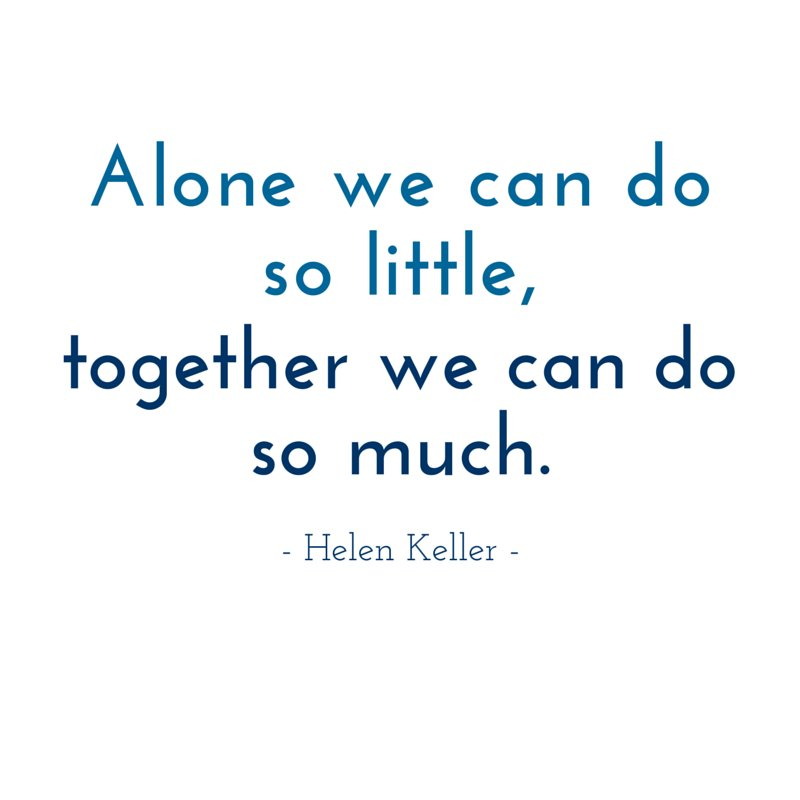 Alone we can do
so little,
together we can do
so much.
- Helen Keller -